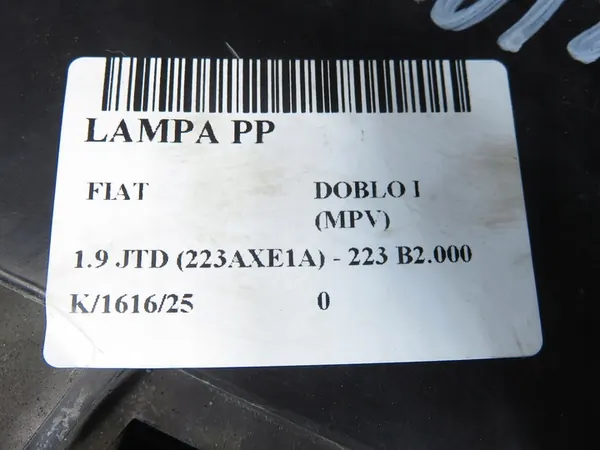 LAMPA PP
FIAT DOBLO I
(MPV)
1.9 JTD (223AXE1A) - 223 B2.000
K/1616/25 0